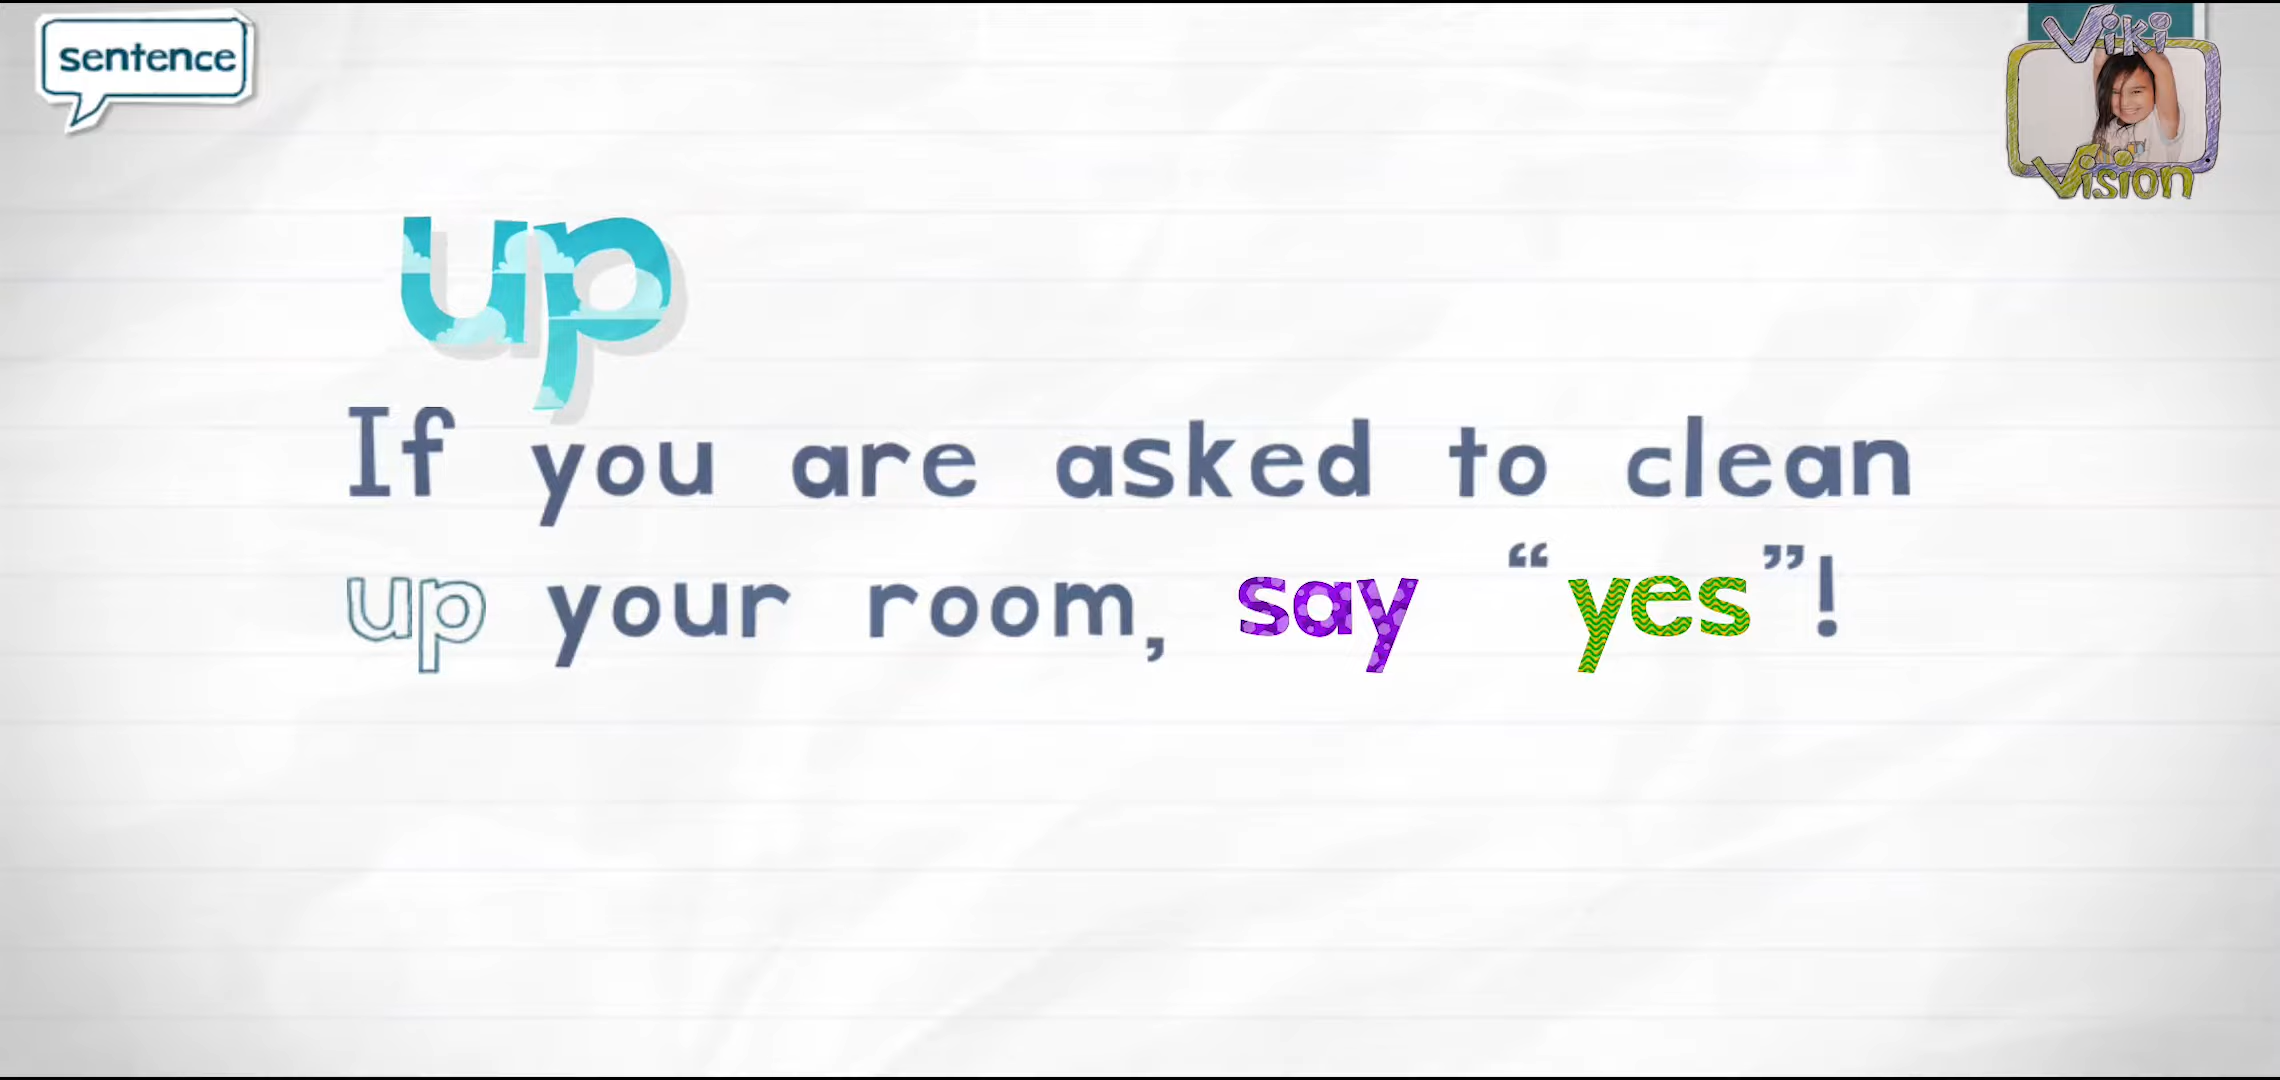 sentence
Viki
Vision
up
If you are asked to clean
up your room, say “yes”!